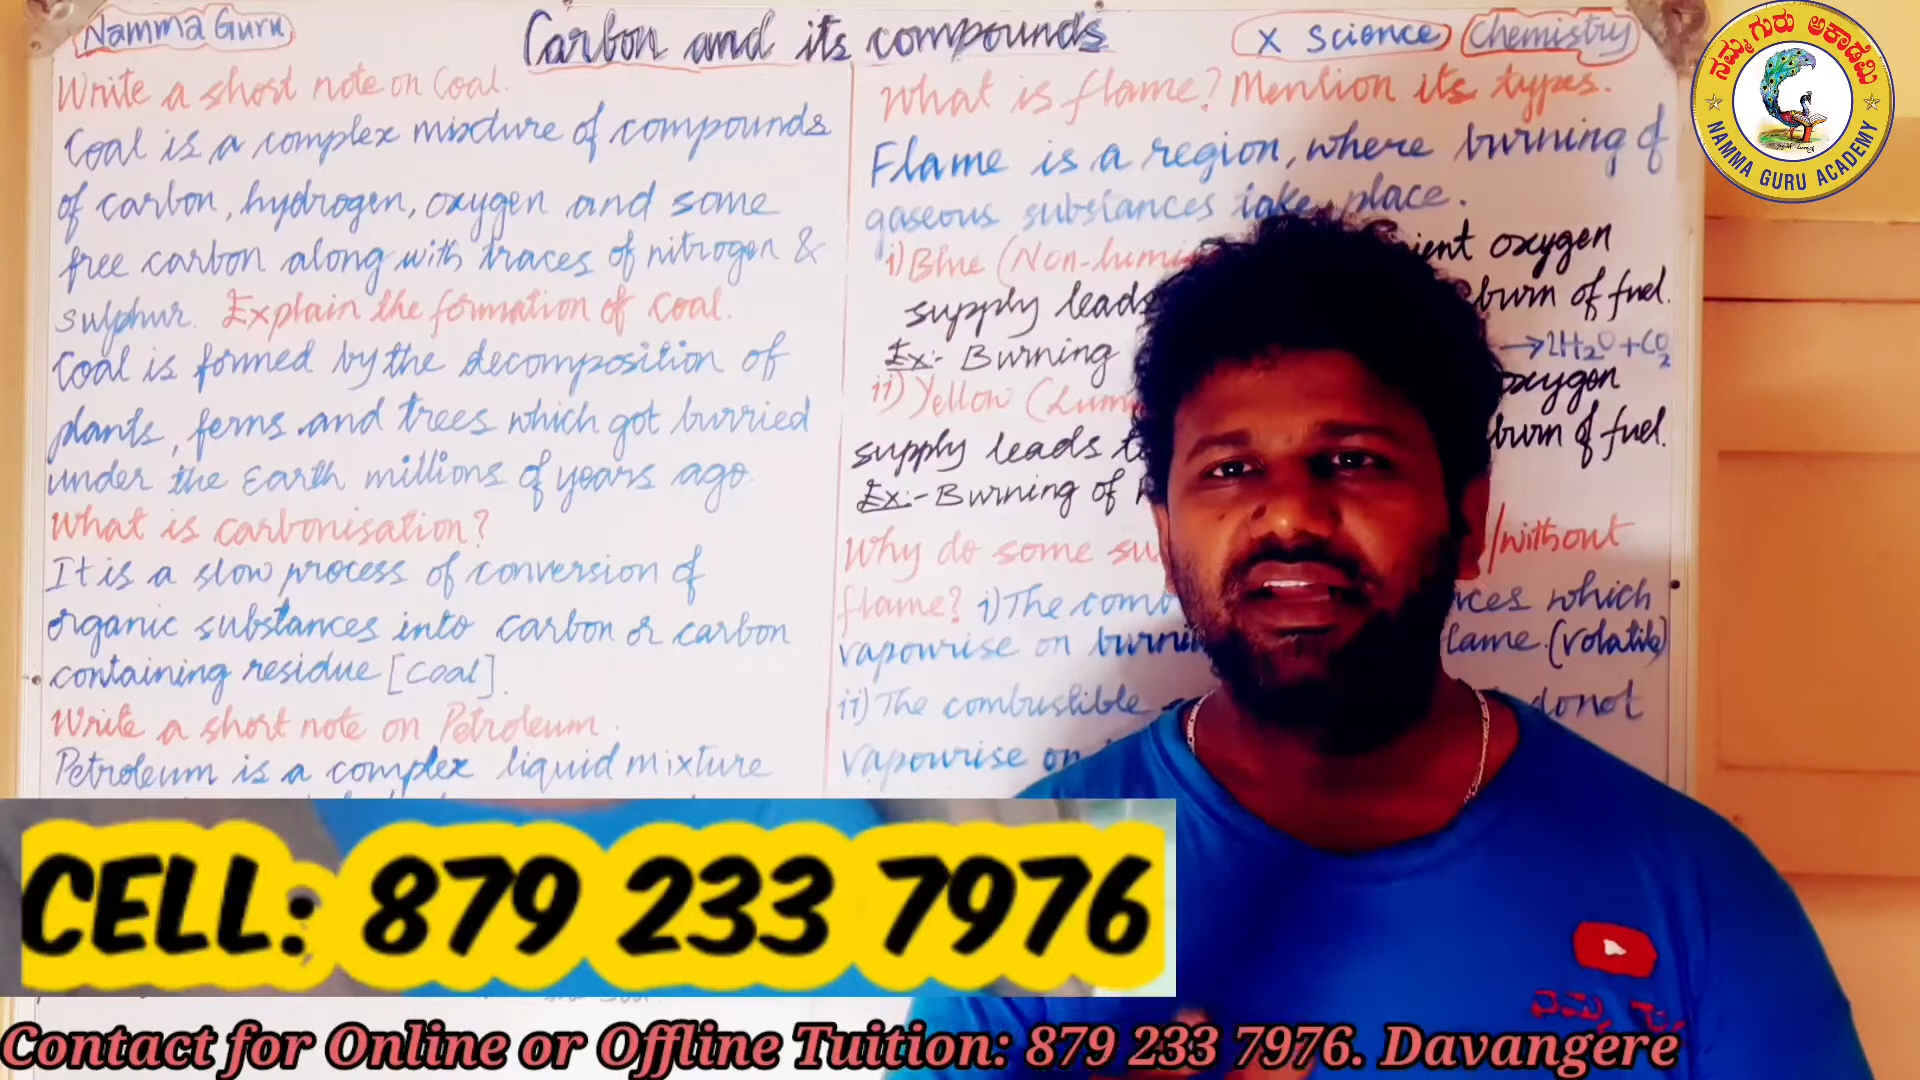 Namma Guru
Carbon and its compounds
X Science
Chemistry
ನಮ್ಮ ಗುರು ಅಕಾಡೆಮಿ
NAMMA GURU ACADEMY
Write a short note on Coal.
Coal is a complex mixture of compounds
of carbon, hydrogen, oxygen and some
free carbon along with traces of nitrogen &
sulphur. Explain the formation of coal.
Coal is formed by the decomposition of
plants, ferns and trees which got burried
under the Earth millions of years ago.
What is carbonisation?
It is a slow process of conversion of
organic substances into carbon or carbon
containing residue [Coal].
Write a short note on Petroleum.
Petroleum is a complex liquid mixture
What is flame? Mention its types.
Flame is a region, where burning of
gaseous substances take place.
i) Blue (Non-lumi
oxygen
supply leads burn of fuel.
Ex:- Burning → 2H₂O + CO₂
ii) Yellow (Lumi oxygen
supply leads burn of fuel.
Ex:- Burning of
Why do some /without
flame? i) The which
vapourise on (volatile)
ii) The combustible donot
vapourise on
CELL: 879 233 7976
Contact for Online or Offline Tuition: 879 233 7976. Davangere